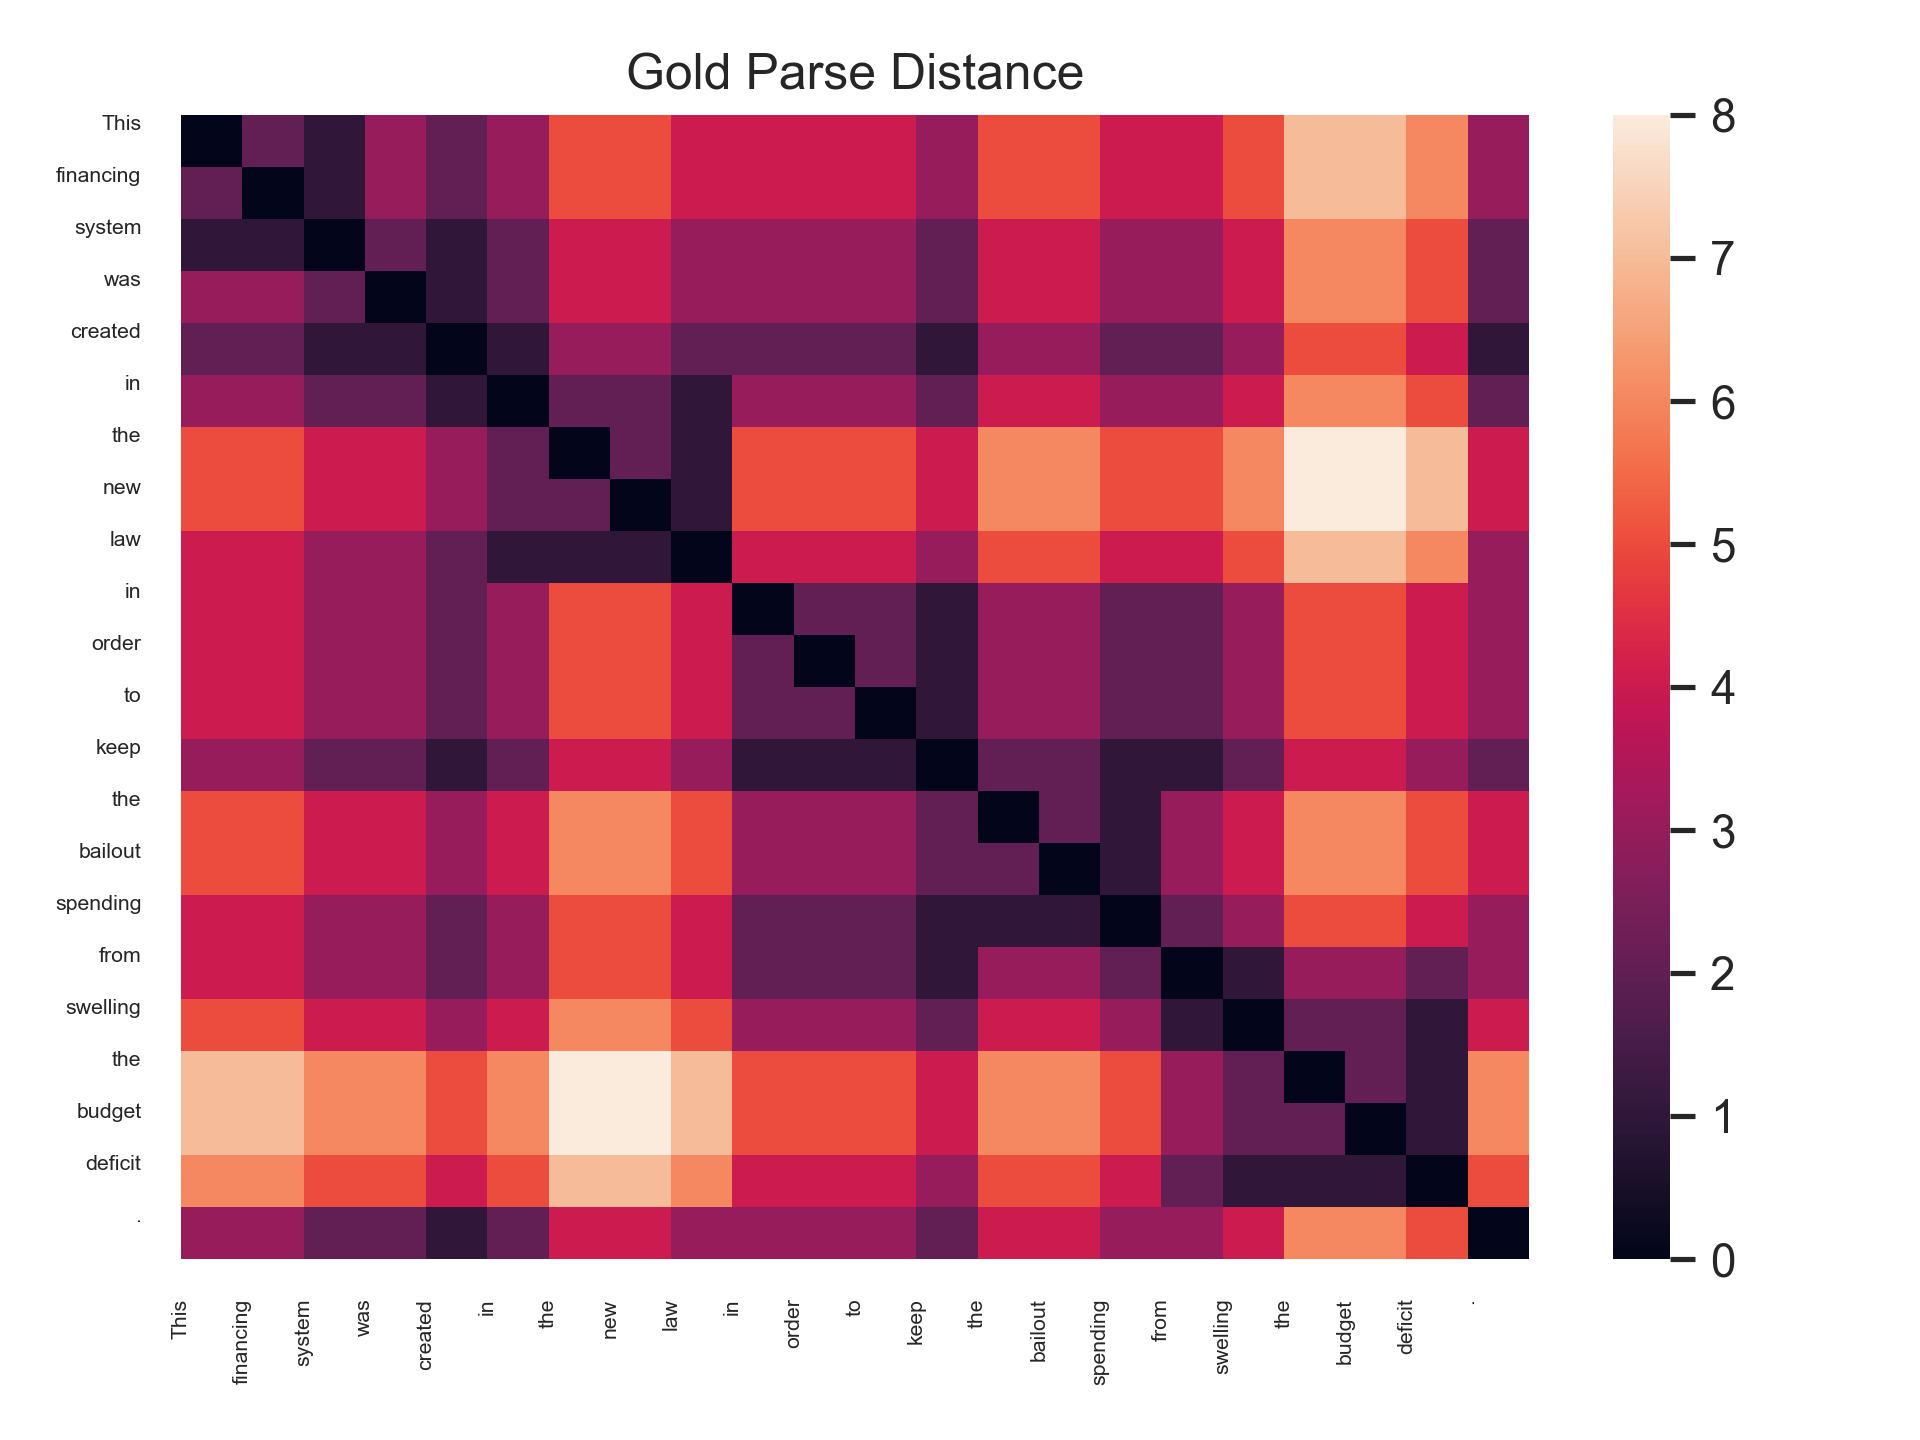 Gold Parse Distance
This
financing
system
was
created
in
the
new
law
in
order
to
keep
the
bailout
spending
from
swelling
the
budget
deficit
.
This financing system was created in the new law in order to keep the bailout spending from swelling the budget deficit .
8
7
6
5
4
3
2
1
0